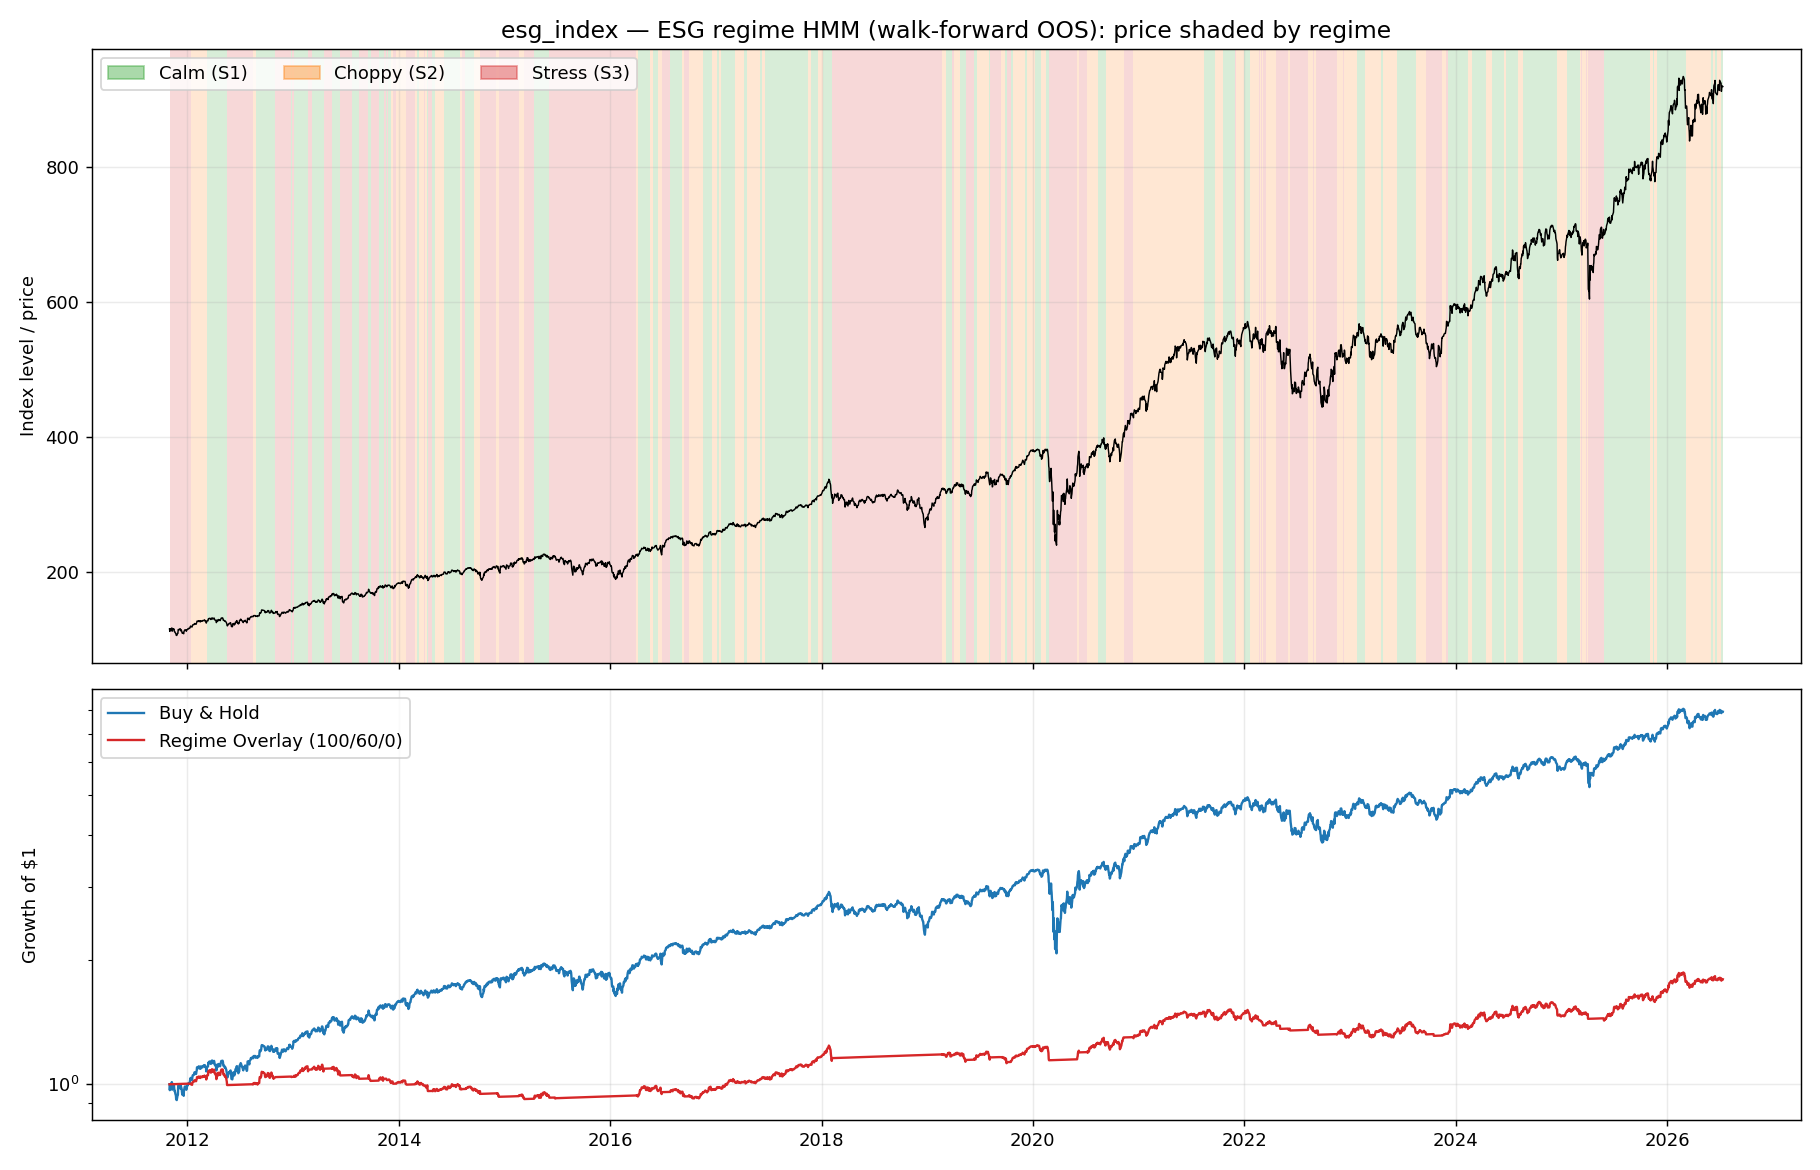 esg_index — ESG regime HMM (walk-forward OOS): price shaded by regime
Calm (S1) Choppy (S2) Stress (S3)
Index level / price
800
600
400
200
Buy & Hold
Regime Overlay (100/60/0)
Growth of $1
10⁰
2012 2014 2016 2018 2020 2022 2024 2026